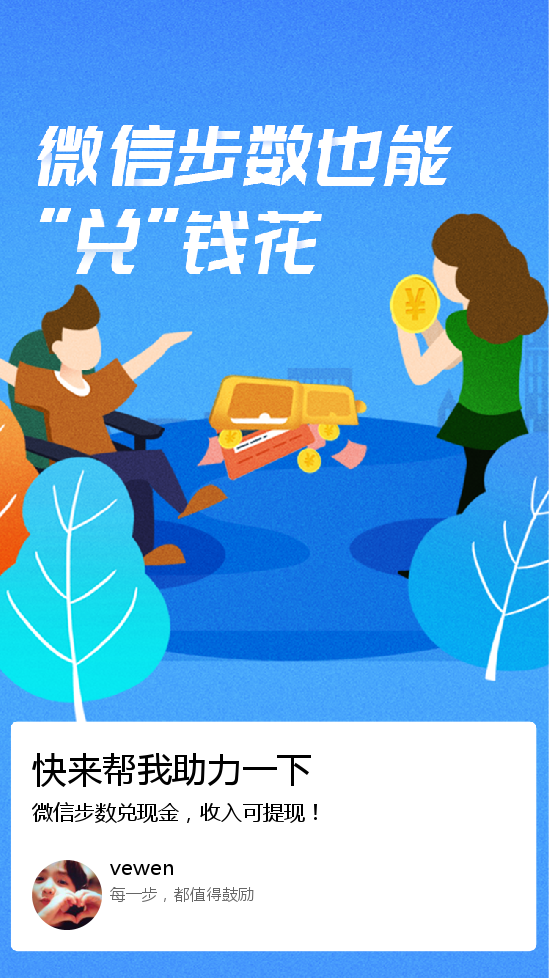 微信步数也能
"兑"钱花
¥
¥
¥
¥
快来帮我助力一下
微信步数兑现金，收入可提现！
vewen
每一步，都值得鼓励